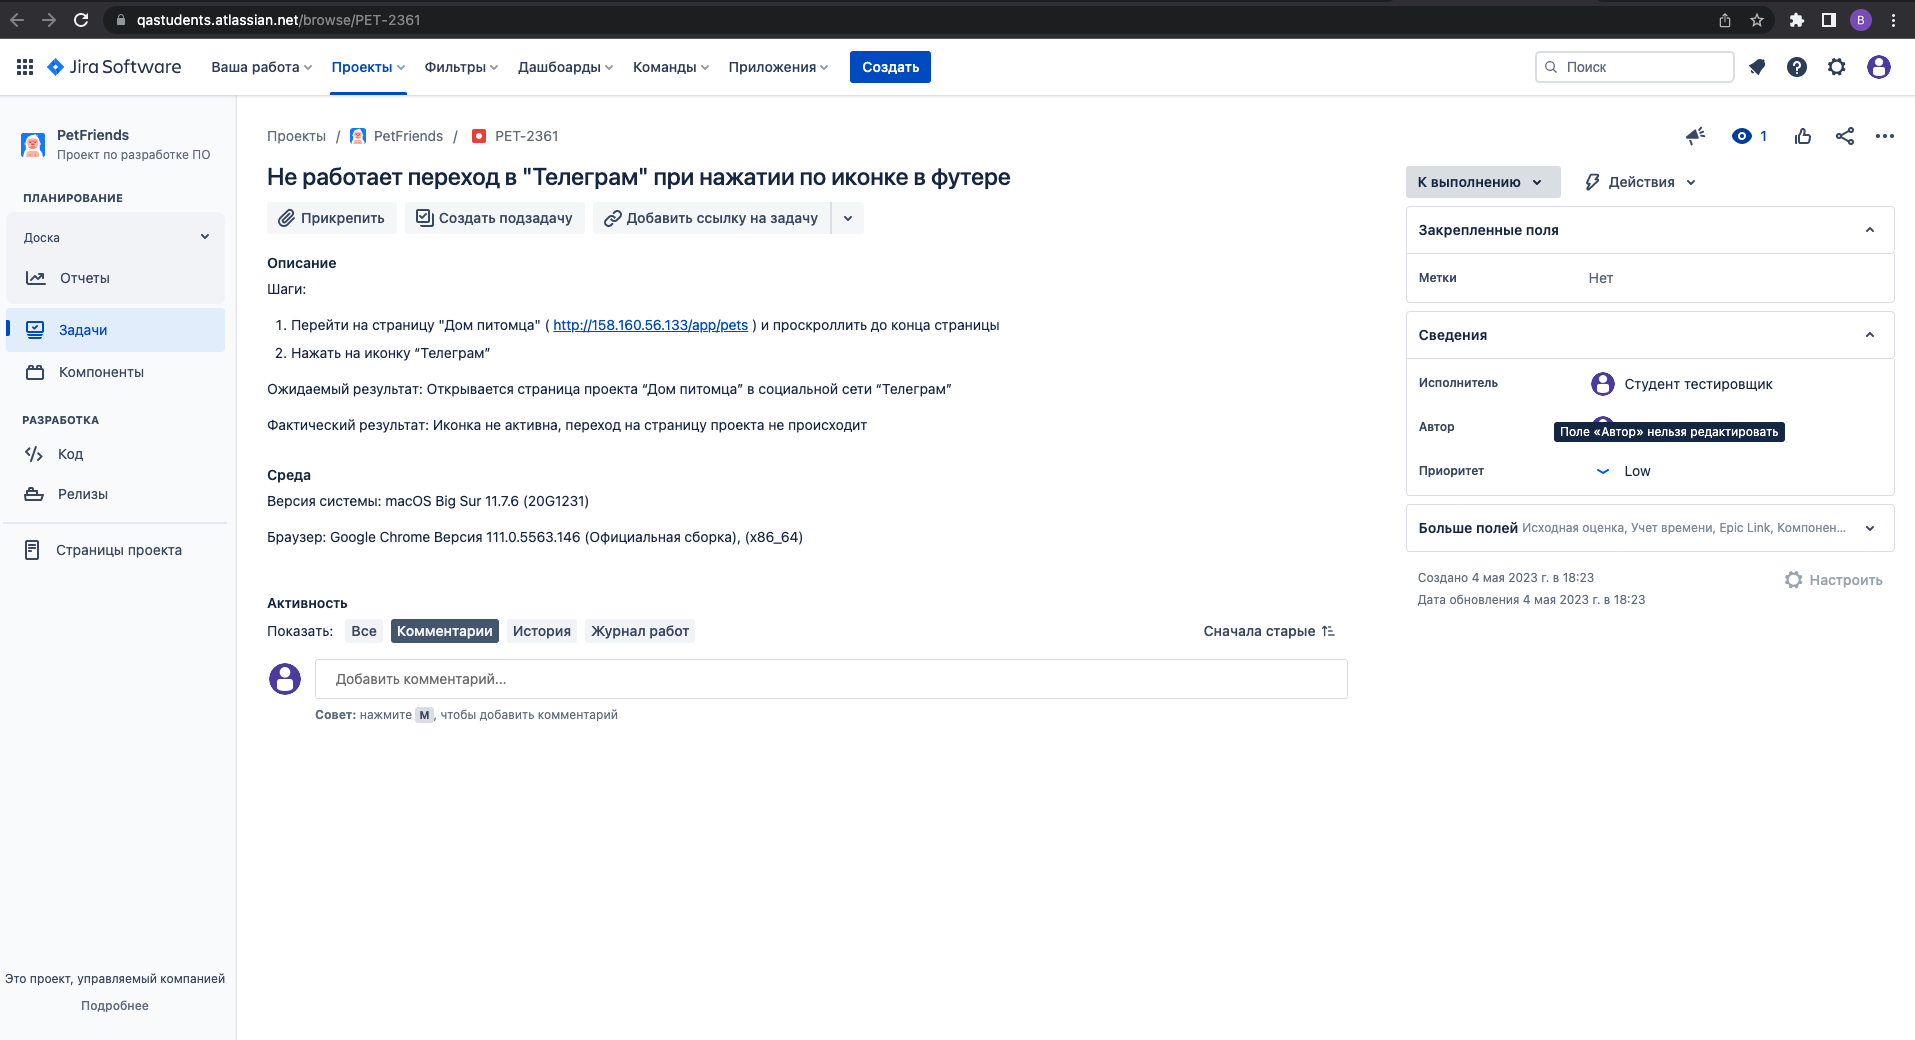 qastudents.atlassian.net/browse/PET-2361
B
Jira Software
Ваша работа
Проекты
Фильтры
Дашборды
Команды
Приложения
Создать
Поиск
PetFriends
Проект по разработке ПО
ПЛАНИРОВАНИЕ
Доска
Отчеты
Задачи
Компоненты
РАЗРАБОТКА
Код
Релизы
Страницы проекта
Это проект, управляемый компанией
Подробнее
Проекты / PetFriends / PET-2361
1
Не работает переход в "Телеграм" при нажатии по иконке в футере
Прикрепить
Создать подзадачу
Добавить ссылку на задачу
Описание
Шаги:
1. Перейти на страницу "Дом питомца" ( http://158.160.56.133/app/pets ) и проскроллить до конца страницы
2. Нажать на иконку “Телеграм”
Ожидаемый результат: Открывается страница проекта “Дом питомца” в социальной сети “Телеграм”
Фактический результат: Иконка не активна, переход на страницу проекта не происходит
Среда
Версия системы: macOS Big Sur 11.7.6 (20G1231)
Браузер: Google Chrome Версия 111.0.5563.146 (Официальная сборка), (x86_64)
Активность
Показать: Все Комментарии История Журнал работ
Сначала старые
Добавить комментарий...
Совет: нажмите M, чтобы добавить комментарий
К выполнению
Действия
Закрепленные поля
Метки
Нет
Сведения
Исполнитель
Студент тестировщик
Автор
Поле «Автор» нельзя редактировать
Приоритет
Low
Больше полей Исходная оценка, Учет времени, Epic Link, Компонен...
Создано 4 мая 2023 г. в 18:23
Дата обновления 4 мая 2023 г. в 18:23
Настроить